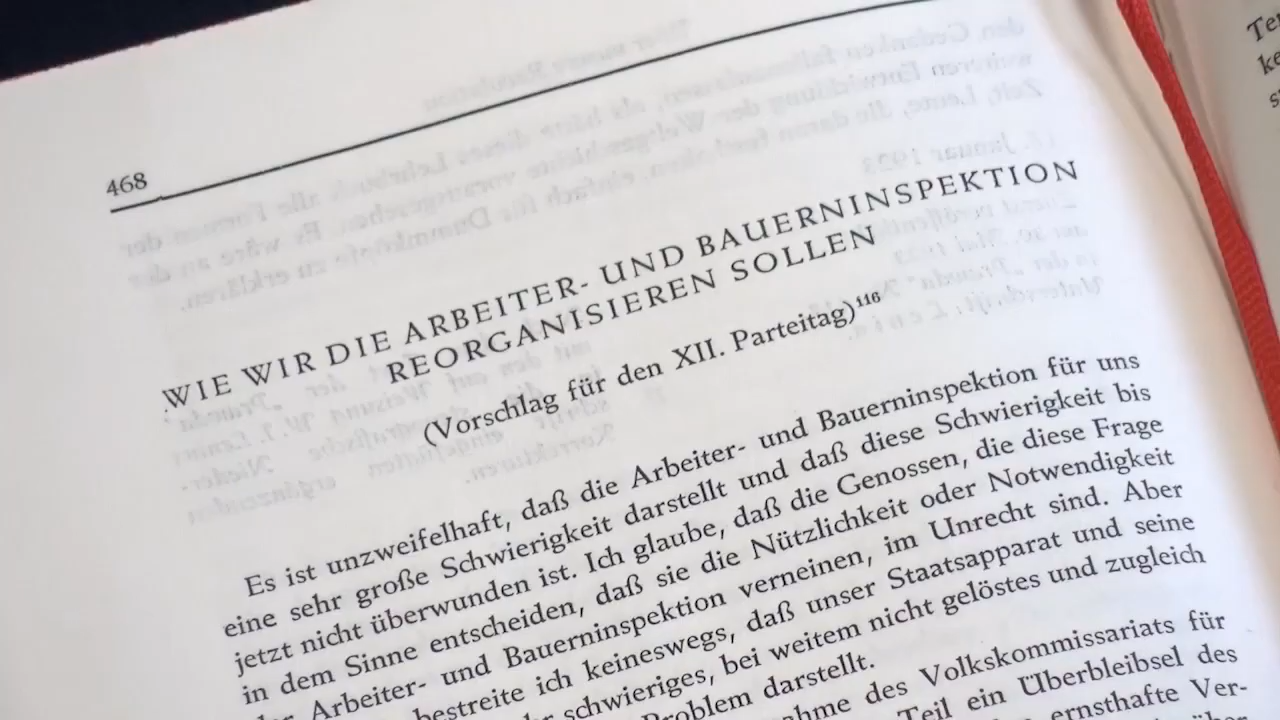 468
WIE WIR DIE ARBEITER- UND BAUERNINSPEKTION
REORGANISIEREN SOLLEN
(Vorschlag für den XII. Parteitag)116
Es ist unzweifelhaft, daß die Arbeiter- und Bauerninspektion für uns
eine sehr große Schwierigkeit darstellt und daß diese Schwierigkeit bis
jetzt nicht überwunden ist. Ich glaube, daß die Genossen, die diese Frage
in dem Sinne entscheiden, daß sie die Nützlichkeit oder Notwendigkeit
Arbeiter- und Bauerninspektion verneinen, im Unrecht sind. Aber
bestreite ich keineswegs, daß unser Staatsapparat und seine
schwieriges, bei weitem nicht gelöstes und zugleich
Problem darstellt.
des Volkskommissariats für
Teil ein Überbleibsel des
ernsthafte Ver-